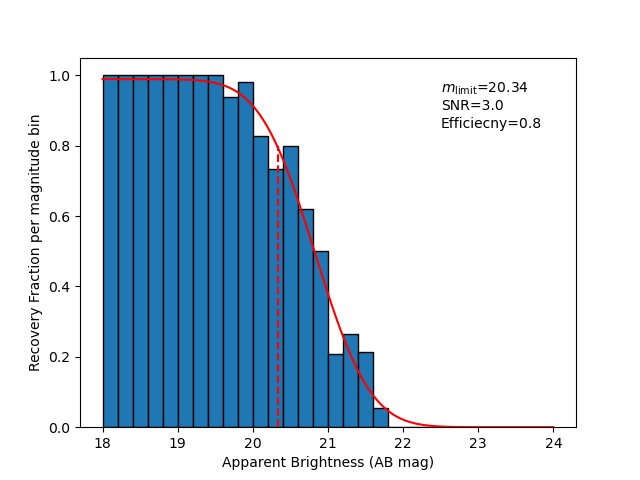 1.0
0.8
0.6
0.4
0.2
0.0
Recovery Fraction per magnitude bin
m_limit=20.34
SNR=3.0
Efficiecny=0.8
18 19 20 21 22 23 24
Apparent Brightness (AB mag)